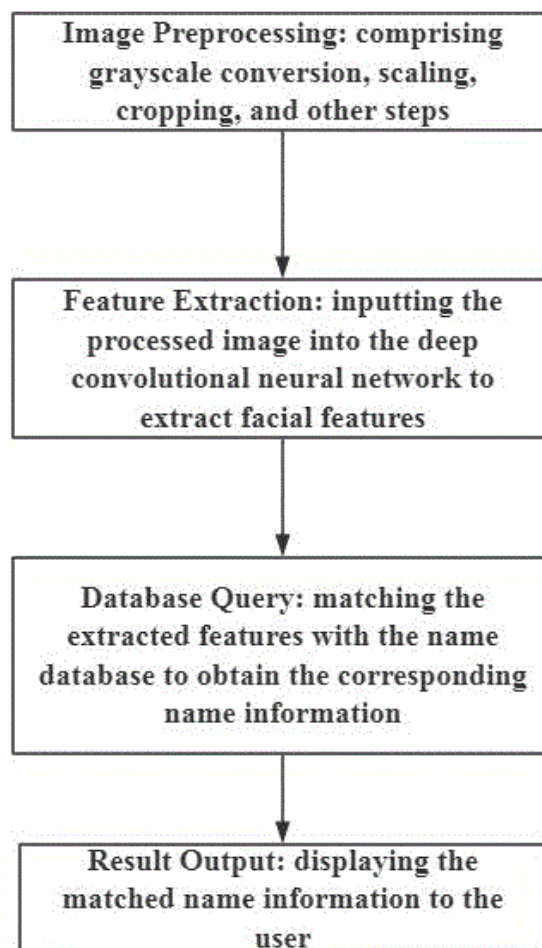 Image Preprocessing: comprising
grayscale conversion, scaling,
cropping, and other steps
Feature Extraction: inputting the
processed image into the deep
convolutional neural network to
extract facial features
Database Query: matching the
extracted features with the name
database to obtain the corresponding
name information
Result Output: displaying the
matched name information to the
user